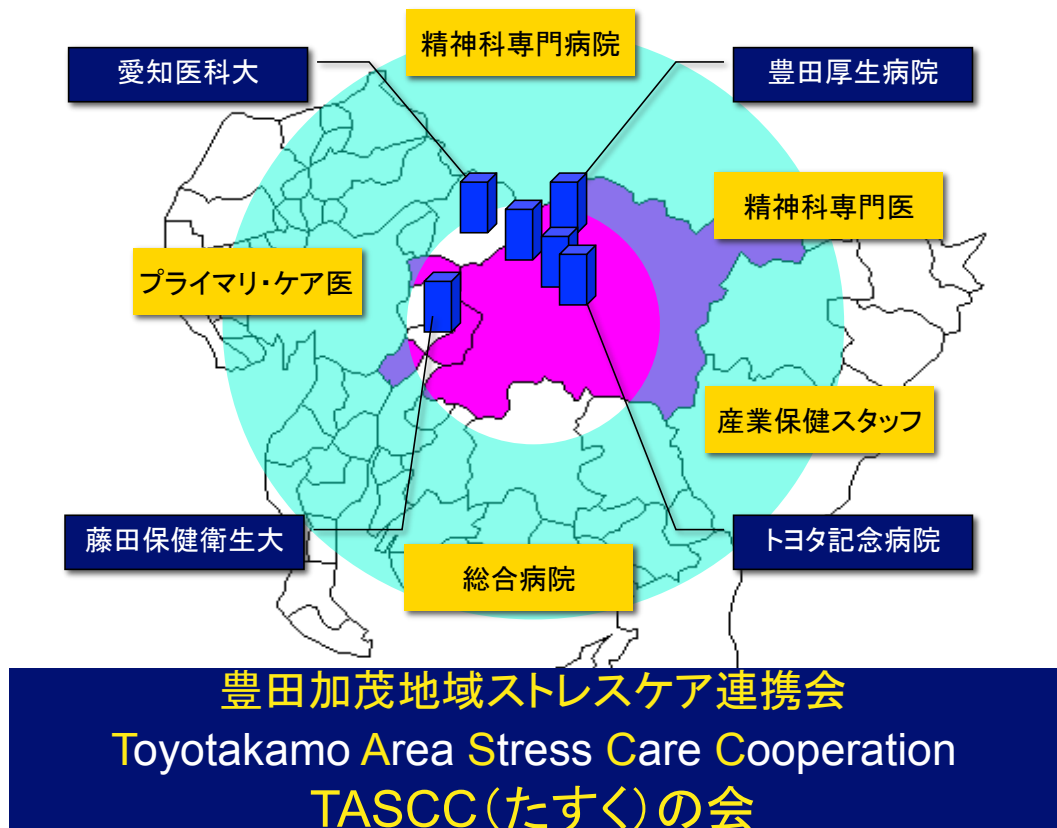 精神科専門病院
愛知医科大
豊田厚生病院
精神科専門医
プライマリ・ケア医
産業保健スタッフ
藤田保健衛生大
トヨタ記念病院
総合病院
豊田加茂地域ストレスケア連携会
Toyotakamo Area Stress Care Cooperation
TASCC(たすく)の会